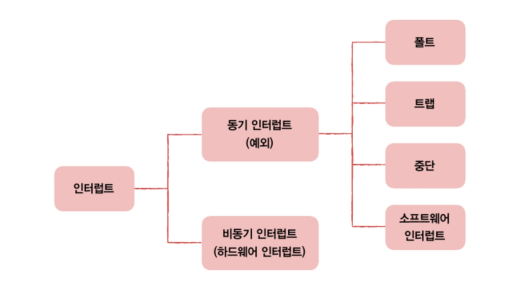 인터럽트
동기 인터럽트
(예외)
비동기 인터럽트
(하드웨어 인터럽트)
폴트
트랩
중단
소프트웨어
인터럽트